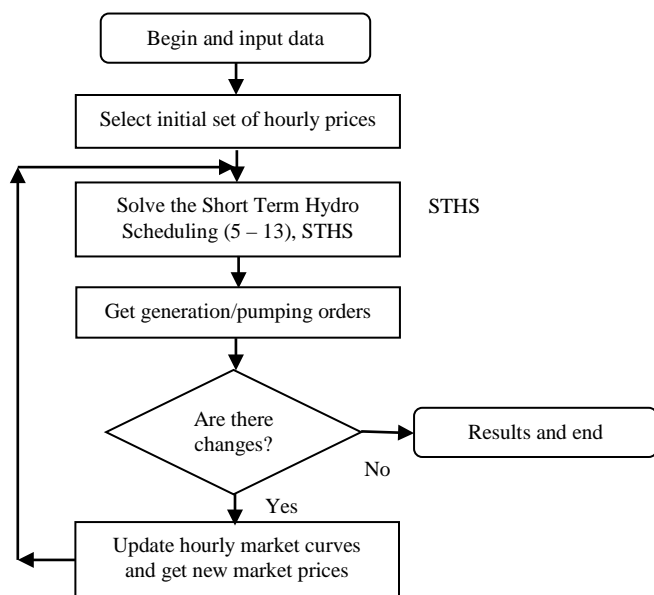 Begin and input data
Select initial set of hourly prices
Solve the Short Term Hydro
Scheduling (5 – 13), STHS
STHS
Get generation/pumping orders
Are there
changes?
Results and end
No
Yes
Update hourly market curves
and get new market prices